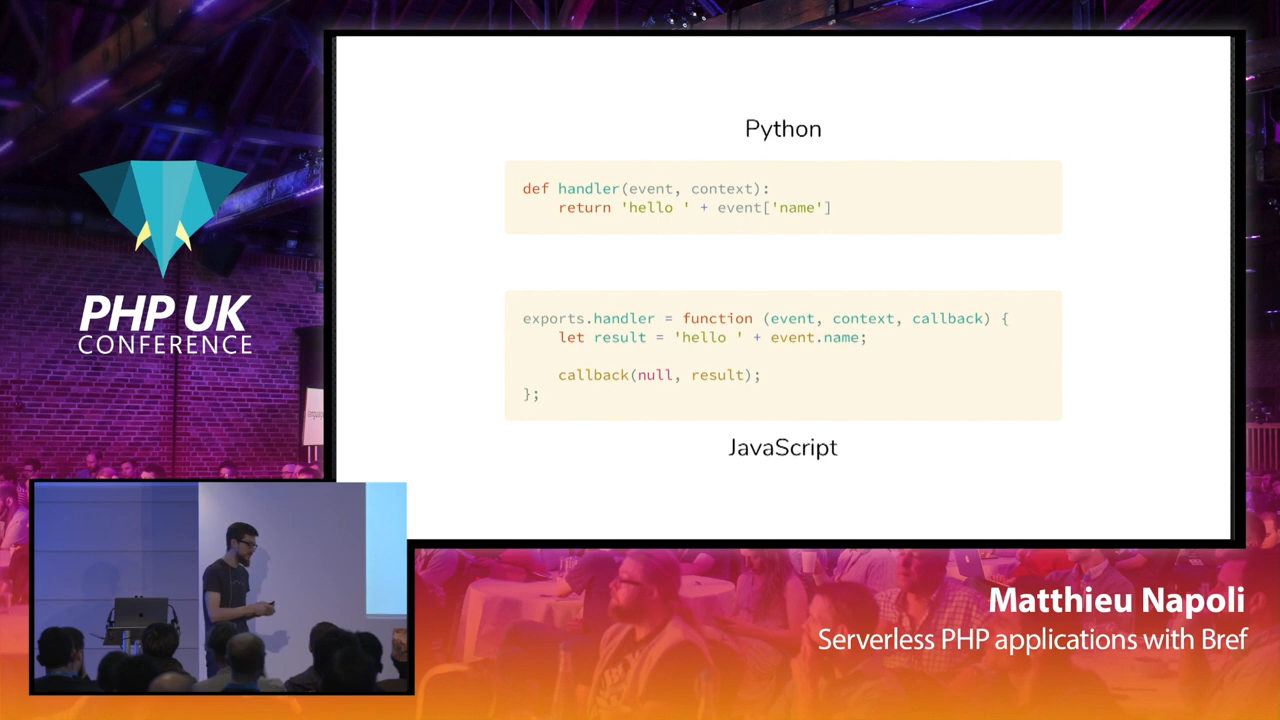 Python
def handler(event, context):
    return 'hello ' + event['name']
exports.handler = function (event, context, callback) {
    let result = 'hello ' + event.name;
    callback(null, result);
};
JavaScript
PHP UK
CONFERENCE
Matthieu Napoli
Serverless PHP applications with Bref